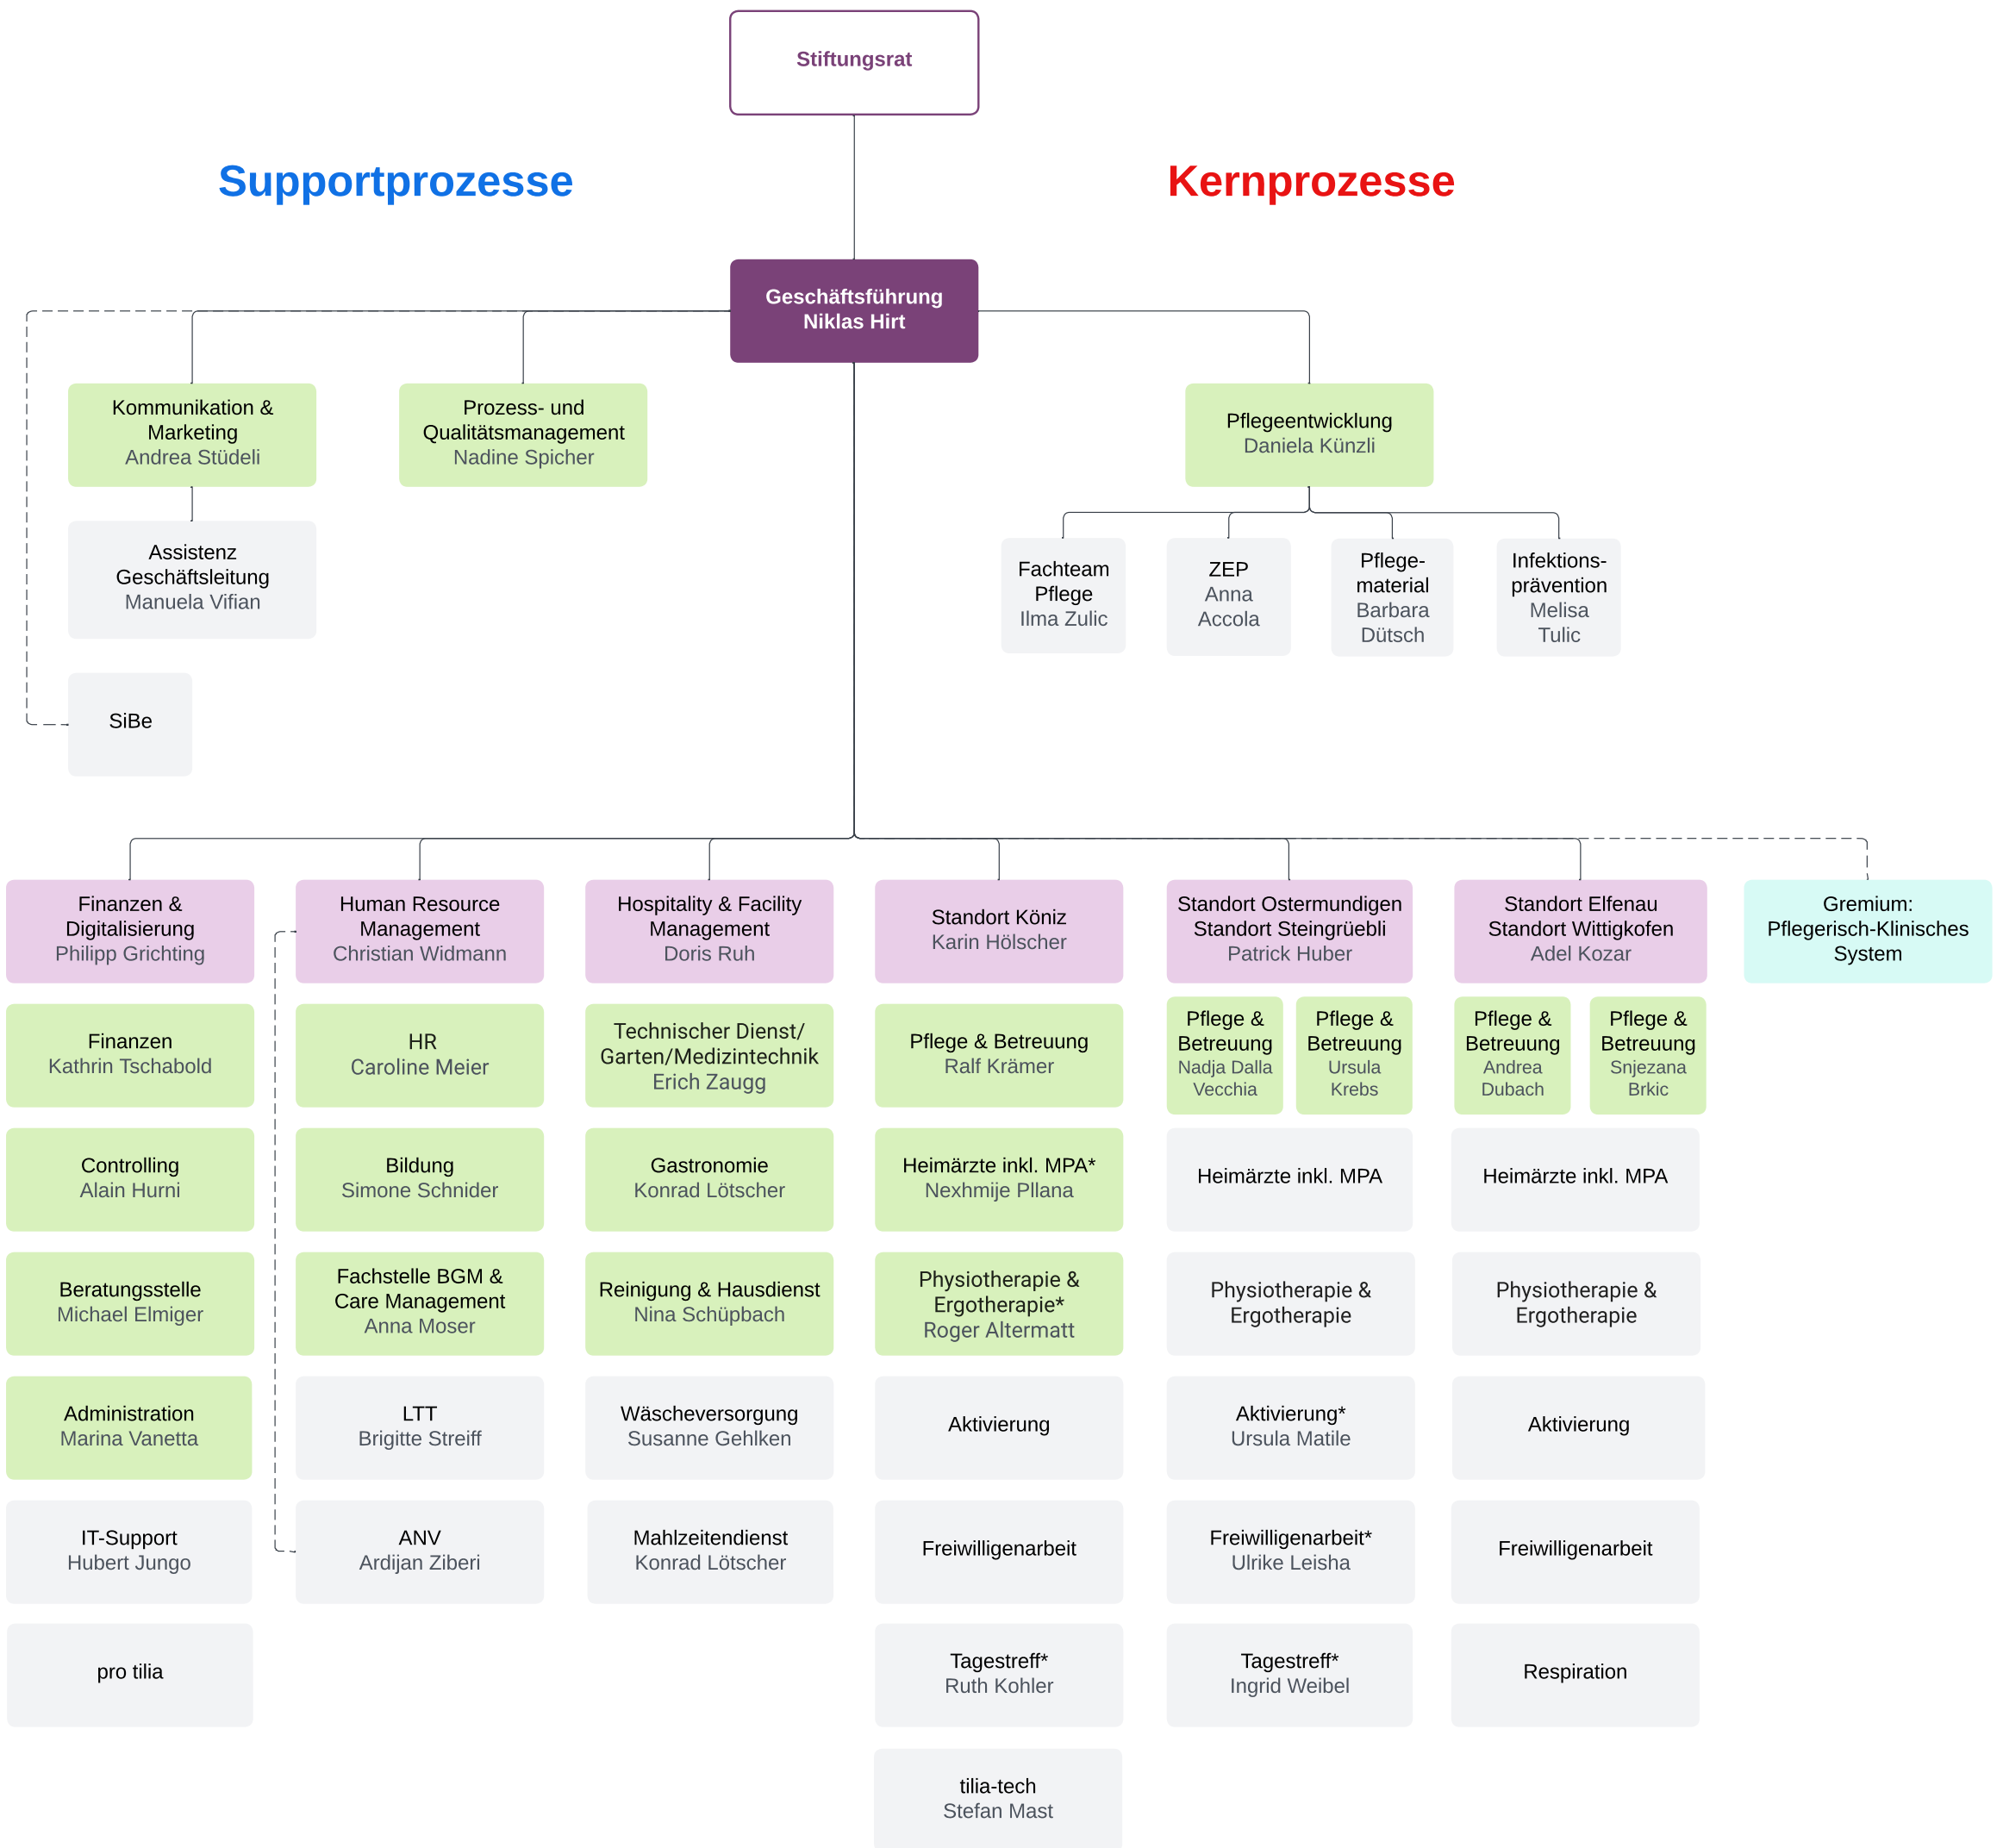 Stiftungsrat
Supportprozesse
Kernprozesse
Geschäftsführung
Niklas Hirt
Kommunikation &
Marketing
Andrea Stüdeli
Prozess- und
Qualitätsmanagement
Nadine Spicher
Pflegeentwicklung
Daniela Künzli
Assistenz
Geschäftsleitung
Manuela Vifian
Fachteam
Pflege
Ilma Zulic
ZEP
Anna
Accola
Pflege-
material
Barbara
Dütsch
Infektions-
prävention
Melisa
Tulic
SiBe
Finanzen &
Digitalisierung
Philipp Grichting
Human Resource
Management
Christian Widmann
Hospitality & Facility
Management
Doris Ruh
Standort Köniz
Karin Hölscher
Standort Ostermundigen
Standort Steingrüebli
Patrick Huber
Standort Elfenau
Standort Wittigkofen
Adel Kozar
Gremium:
Pflegerisch-Klinisches
System
Finanzen
Kathrin Tschabold
HR
Caroline Meier
Technischer Dienst/
Garten/Medizintechnik
Erich Zaugg
Pflege & Betreuung
Ralf Krämer
Pflege &
Betreuung
Nadja Dalla
Vecchia
Pflege &
Betreuung
Ursula
Krebs
Pflege &
Betreuung
Andrea
Dubach
Pflege &
Betreuung
Snjezana
Brkic
Controlling
Alain Hurni
Bildung
Simone Schnider
Gastronomie
Konrad Lötscher
Heimärzte inkl. MPA*
Nexhmije Pllana
Heimärzte inkl. MPA
Heimärzte inkl. MPA
Beratungsstelle
Michael Elmiger
Fachstelle BGM &
Care Management
Anna Moser
Reinigung & Hausdienst
Nina Schüpbach
Physiotherapie &
Ergotherapie*
Roger Altermatt
Physiotherapie &
Ergotherapie
Physiotherapie &
Ergotherapie
Administration
Marina Vanetta
LTT
Brigitte Streiff
Wäscheversorgung
Susanne Gehlken
Aktivierung
Aktivierung*
Ursula Matile
Aktivierung
IT-Support
Hubert Jungo
ANV
Ardijan Ziberi
Mahlzeitendienst
Konrad Lötscher
Freiwilligenarbeit
Freiwilligenarbeit*
Ulrike Leisha
Freiwilligenarbeit
pro tilia
Tagestreff*
Ruth Kohler
Tagestreff*
Ingrid Weibel
Respiration
tilia-tech
Stefan Mast